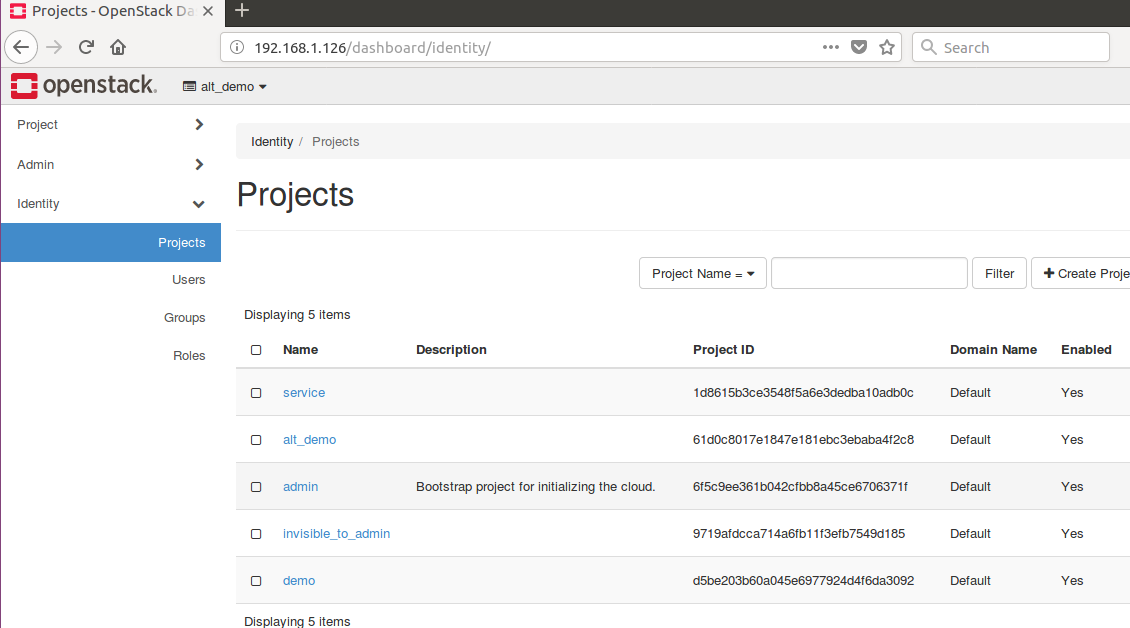 Projects - OpenStack Da
192.168.1.126/dashboard/identity/
Search
openstack.
alt_demo
Project
Admin
Identity
Projects
Users
Groups
Roles
Identity / Projects
Projects
Project Name =
Filter
Create Proje
Displaying 5 items
Name Description Project ID Domain Name Enabled
service 1d8615b3ce3548f5a6e3dedba10adb0c Default Yes
alt_demo 61d0c8017e1847e181ebc3ebaba4f2c8 Default Yes
admin Bootstrap project for initializing the cloud. 6f5c9ee361b042cfbb8a45ce6706371f Default Yes
invisible_to_admin 9719afdcca714a6fb11f3efb7549d185 Default Yes
demo d5be203b60a045e6977924d4f6da3092 Default Yes
Displaying 5 items